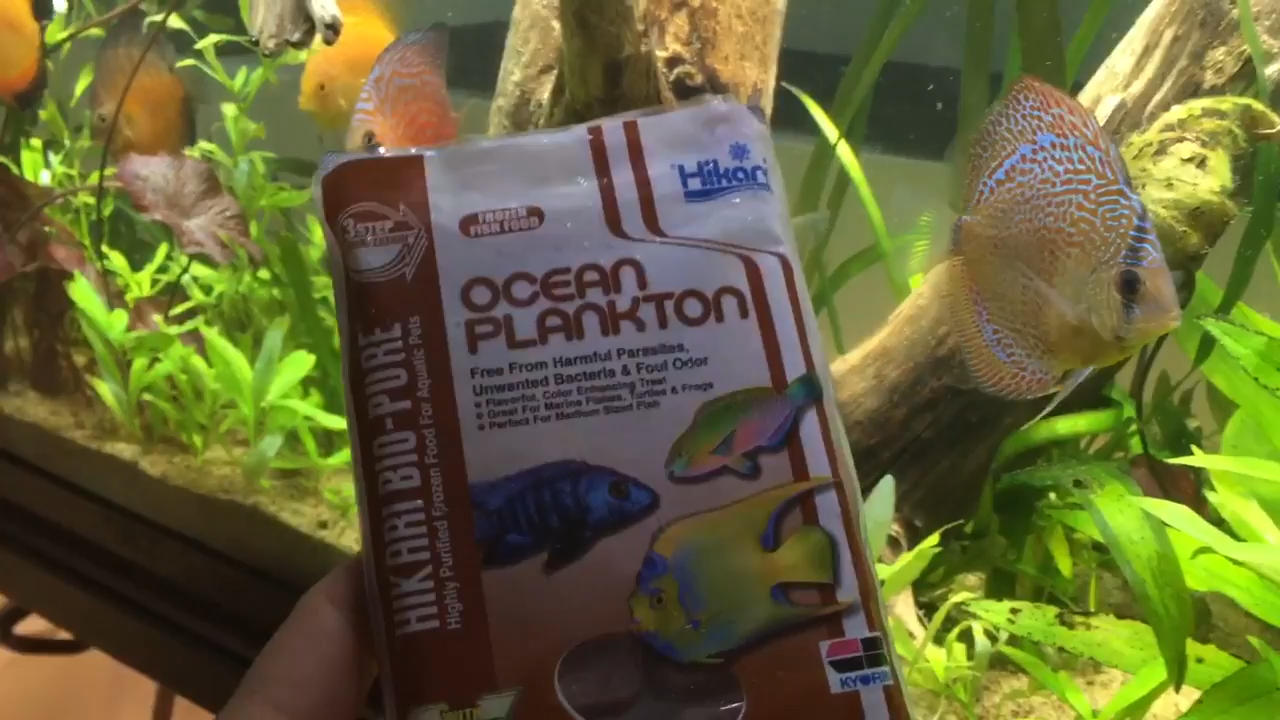 Hikari
3 STEP
FROZEN
FISH FOOD
OCEAN
PLANKTON
Free From Harmful Parasites,
Unwanted Bacteria & Foul Odor
• Flavorful, Color Enhancing Treat
• Great For Marine Fishes, Turtles & Frogs
• Perfect For Medium Sized Fish
HIKARI BIO-PURE
Highly Purified Frozen Food For Aquatic Pets
KYORIN